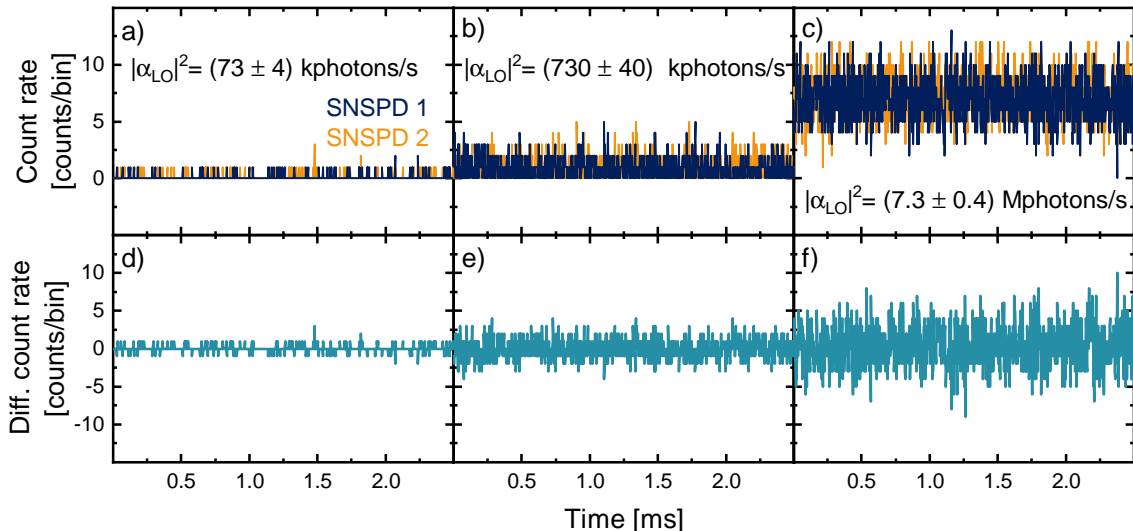 a)
|α_LO|²= (73 ± 4) kphotons/s
SNSPD 1
SNSPD 2
b)
|α_LO|²= (730 ± 40) kphotons/s
c)
|α_LO|²= (7.3 ± 0.4) Mphotons/s
Count rate
[counts/bin]
10
5
0
d)
e)
f)
Diff. count rate
[counts/bin]
10
5
0
-5
-10
0.5 1.0 1.5 2.0 0.5 1.0 1.5 2.0 0.5 1.0 1.5 2.0
Time [ms]